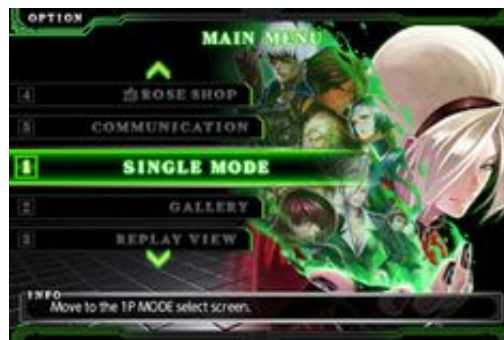 OPTION
MAIN MENU
4 ROSE SHOP
5 COMMUNICATION
1 SINGLE MODE
2 GALLERY
3 REPLAY VIEW
INFO
Move to the 1P MODE select screen.